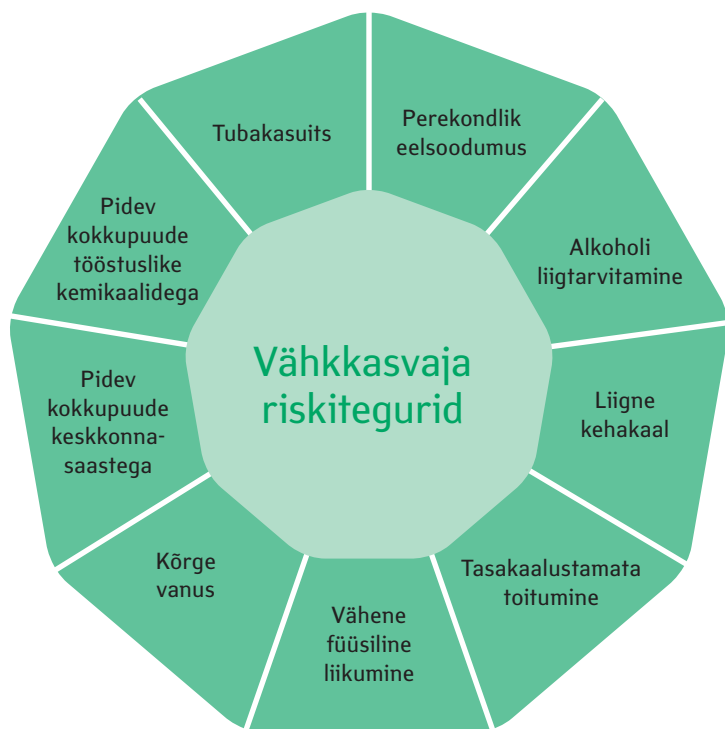 Vähkkasvaja
riskitegurid
Perekondlik
eelsoodumus
Alkoholi
liigtarvitamine
Liigne
kehakaal
Tasakaalustamata
toitumine
Vähene
füüsiline
liikumine
Kõrge
vanus
Pidev
kokkupuude
keskkonna-
saastega
Pidev
kokkupuude
tööstuslike
kemikaalidega
Tubakasuits